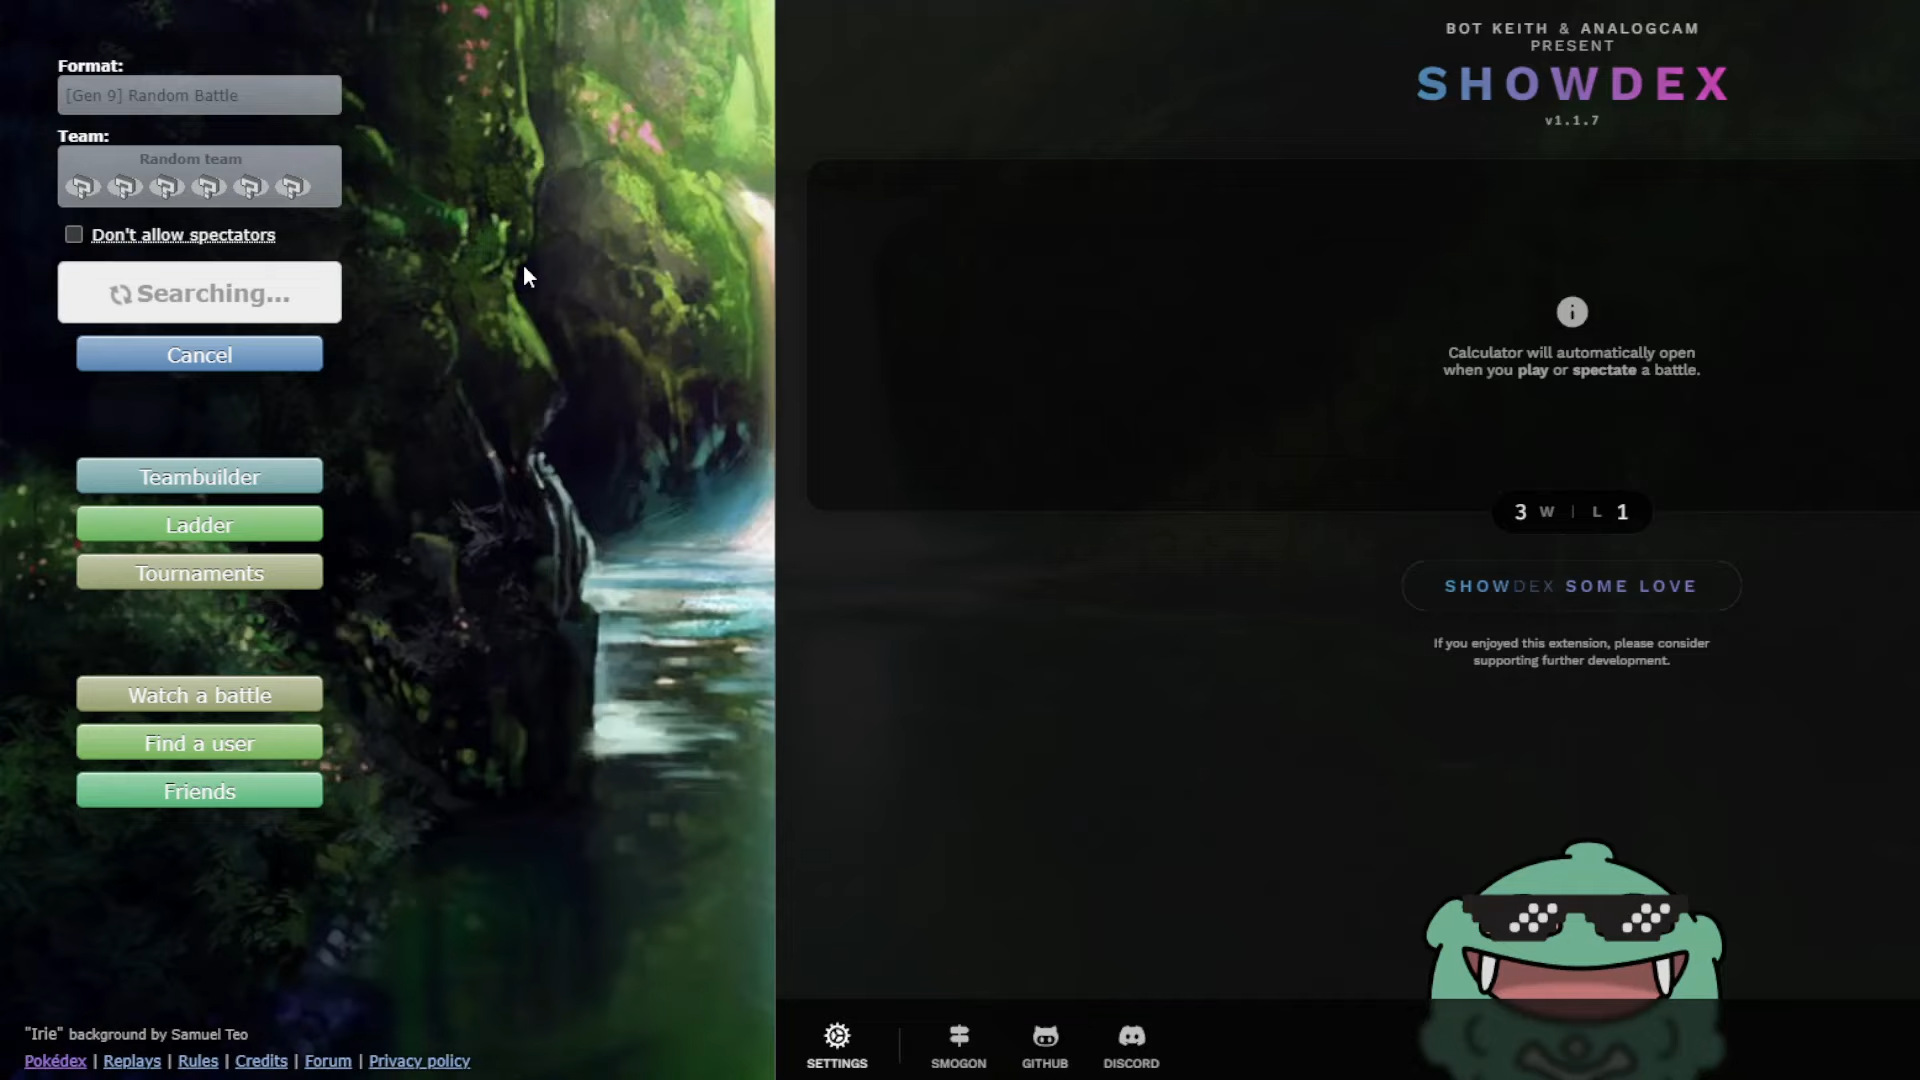 Format:
[Gen 9] Random Battle
Team:
Random team
Don't allow spectators
Searching...
Cancel
Teambuilder
Ladder
Tournaments
Watch a battle
Find a user
Friends
"Irie" background by Samuel Teo
Pokédex | Replays | Rules | Credits | Forum | Privacy policy
BOT KEITH & ANALOGCAM
PRESENT
SHOWDEX
v1.1.7
Calculator will automatically open
when you play or spectate a battle.
3 W | L 1
SHOWDEX SOME LOVE
If you enjoyed this extension, please consider
supporting further development.
SETTINGS
SMOGON
GITHUB
DISCORD